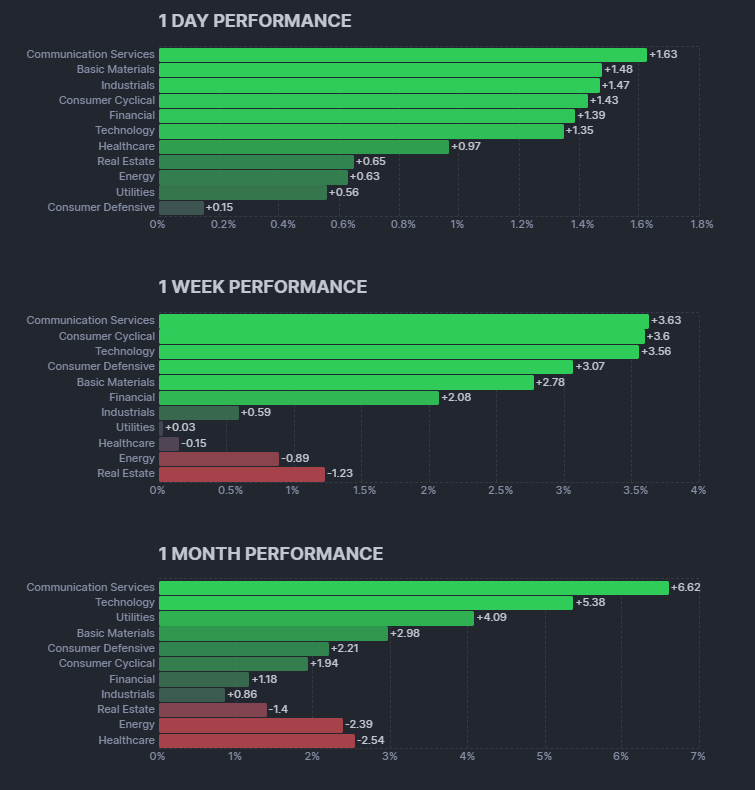 1 DAY PERFORMANCE
Communication Services +1.63
Basic Materials +1.48
Industrials +1.47
Consumer Cyclical +1.43
Financial +1.39
Technology +1.35
Healthcare +0.97
Real Estate +0.65
Energy +0.63
Utilities +0.56
Consumer Defensive +0.15
0% 0.2% 0.4% 0.6% 0.8% 1% 1.2% 1.4% 1.6% 1.8%
1 WEEK PERFORMANCE
Communication Services +3.63
Consumer Cyclical +3.6
Technology +3.56
Consumer Defensive +3.07
Basic Materials +2.78
Financial +2.08
Industrials +0.59
Utilities +0.03
Healthcare -0.15
Energy -0.89
Real Estate -1.23
0% 0.5% 1% 1.5% 2% 2.5% 3% 3.5% 4%
1 MONTH PERFORMANCE
Communication Services +6.62
Technology +5.38
Utilities +4.09
Basic Materials +2.98
Consumer Defensive +2.21
Consumer Cyclical +1.94
Financial +1.18
Industrials +0.86
Real Estate -1.4
Energy -2.39
Healthcare -2.54
0% 1% 2% 3% 4% 5% 6% 7%